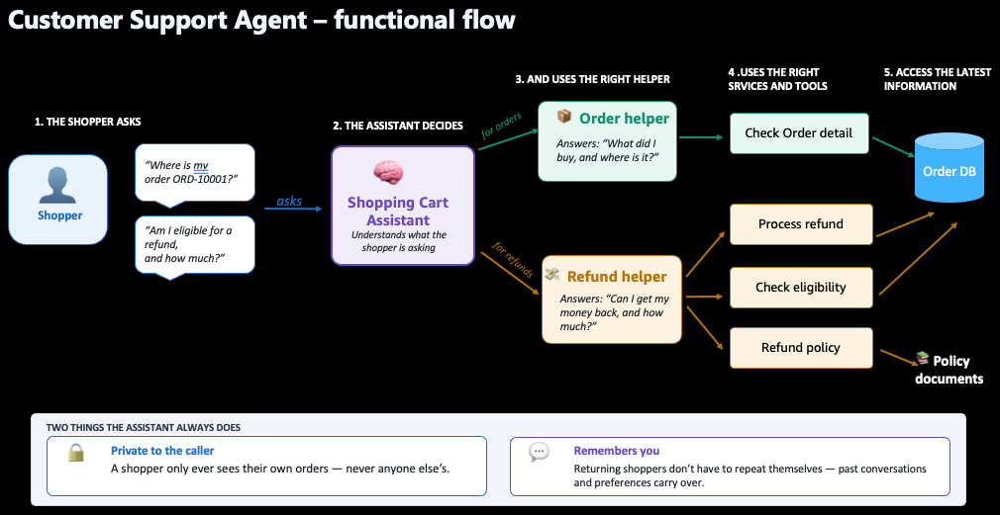 Customer Support Agent – functional flow
1. THE SHOPPER ASKS
Shopper
“Where is my
order ORD-10001?”
“Am I eligible for a
refund,
and how much?”
asks
2. THE ASSISTANT DECIDES
Shopping Cart
Assistant
Understands what the
shopper is asking
for orders
for refunds
3. AND USES THE RIGHT HELPER
Order helper
Answers: “What did I
buy, and where is it?”
Refund helper
Answers: “Can I get my
money back, and how
much?”
4 .USES THE RIGHT
SRVICES AND TOOLS
Check Order detail
Process refund
Check eligibility
Refund policy
5. ACCESS THE LATEST
INFORMATION
Order DB
Policy
documents
TWO THINGS THE ASSISTANT ALWAYS DOES
Private to the caller
A shopper only ever sees their own orders — never anyone else’s.
Remembers you
Returning shoppers don’t have to repeat themselves — past conversations
and preferences carry over.